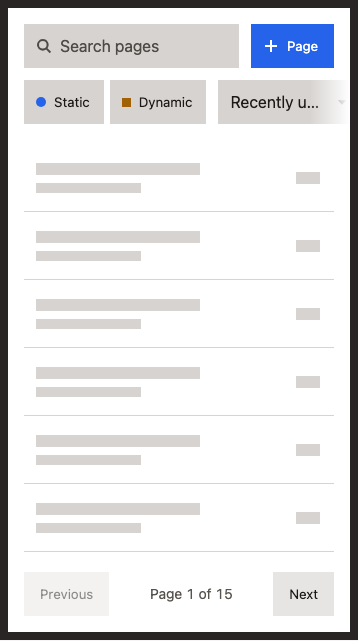 Search pages
Page
Static
Dynamic
Recently u...
Previous
Page 1 of 15
Next